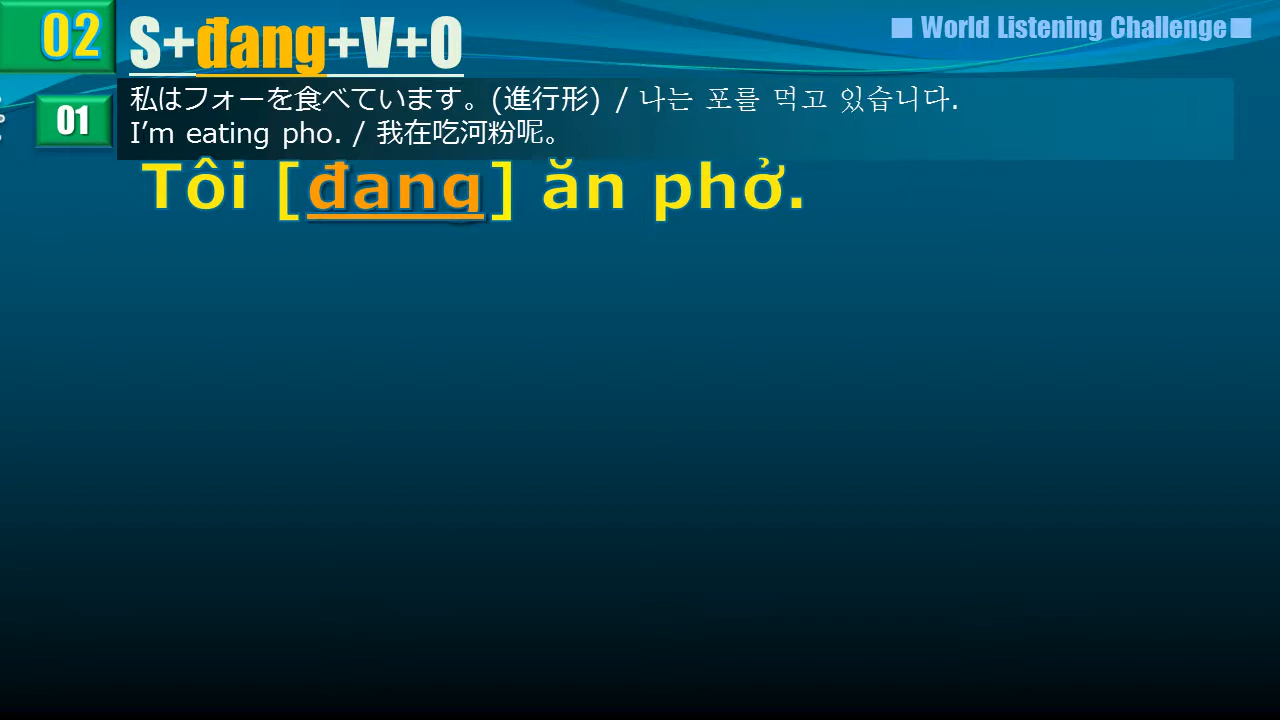 02
S+đang+V+O
■ World Listening Challenge■
01
私はフォーを食べています。(進行形) / 나는 포를 먹고 있습니다.
I’m eating pho. / 我在吃河粉呢。
Tôi [đang] ăn phở.